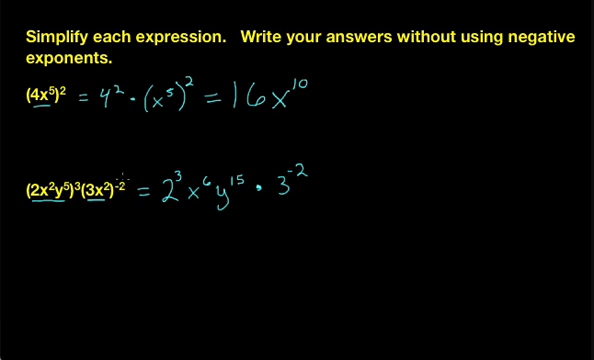 Simplify each expression. Write your answers without using negative
exponents.
(4x⁵)² = 4² · (x⁵)² = 16x¹⁰
(2x²y⁵)³(3x²)⁻² = 2³x⁶y¹⁵ · 3⁻²